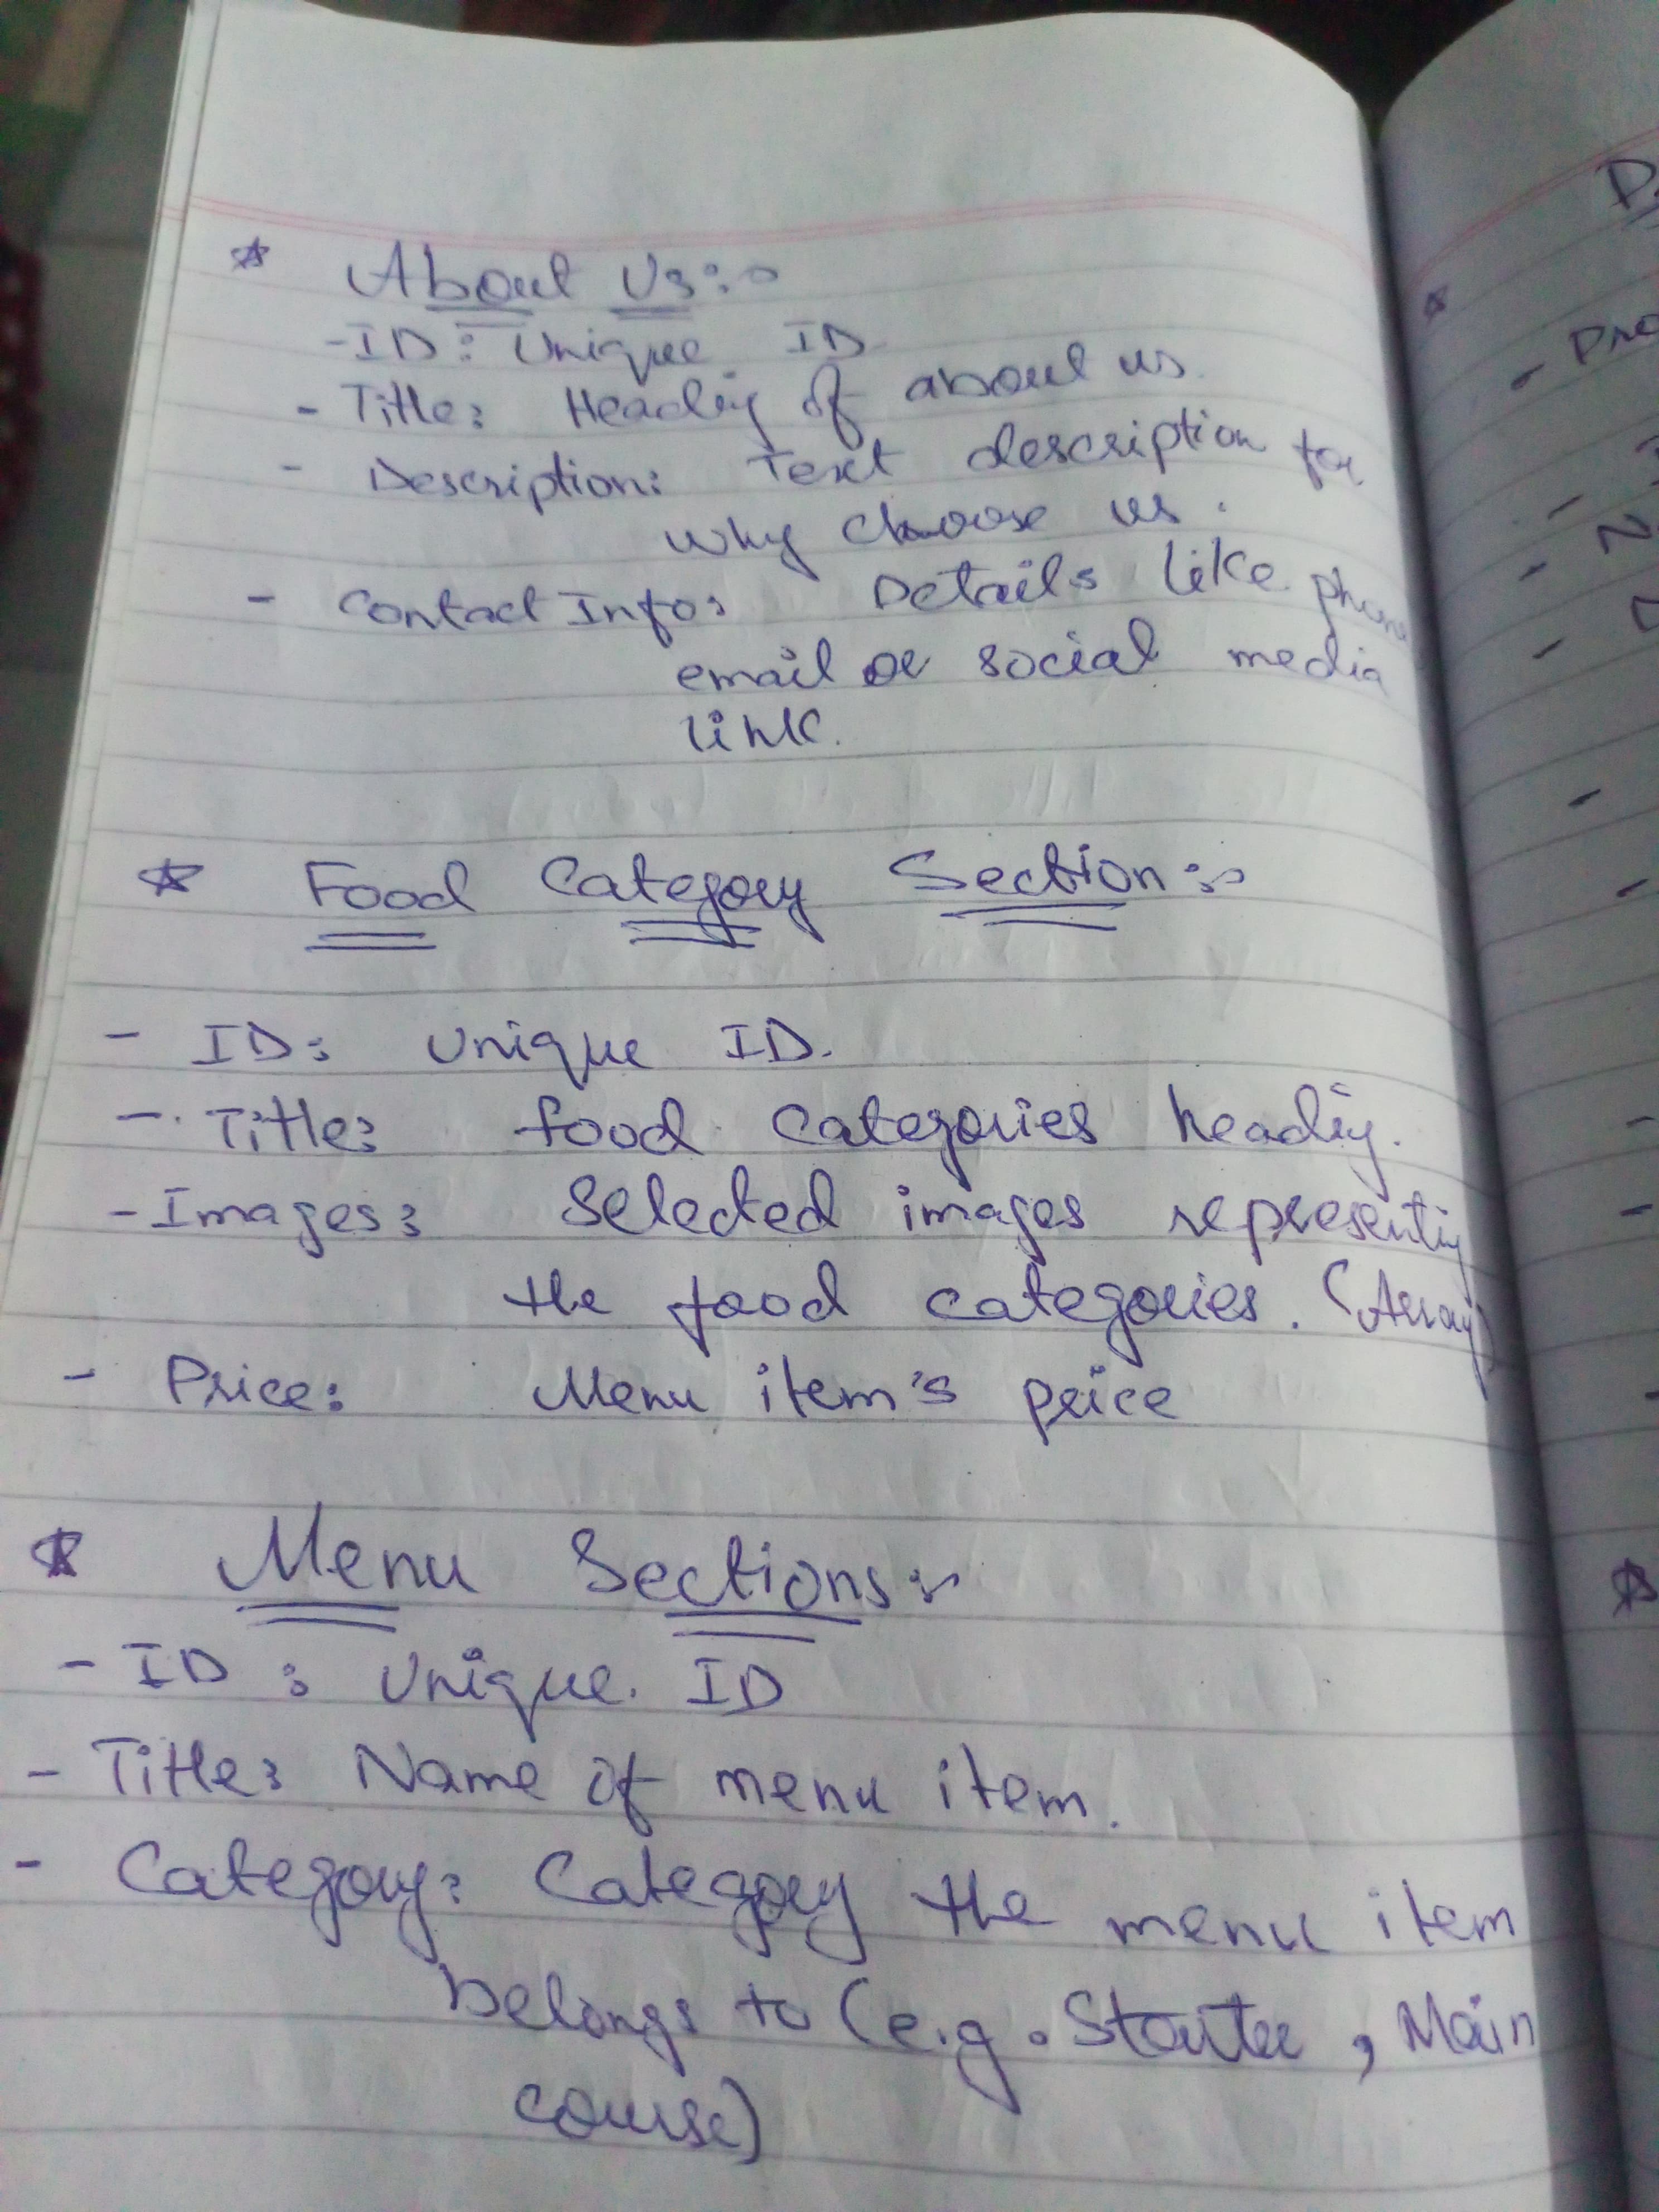 ☆ About Us:-
-ID: Unique ID
- Title: Heading of about us.
- Description: Text description for
why choose us.
- Contact Info: Details like phone
email or social media
link.
☆ Food Category Section:-
- ID: Unique ID.
- Title: food categories heading.
- Images: Selected images representing
the food categories. (Array)
- Price: Menu item's price
☆ Menu Sections:-
- ID : Unique ID
- Title: Name of menu item.
- Category: Category the menu item
belongs to (e.g. Starter, Main
course)